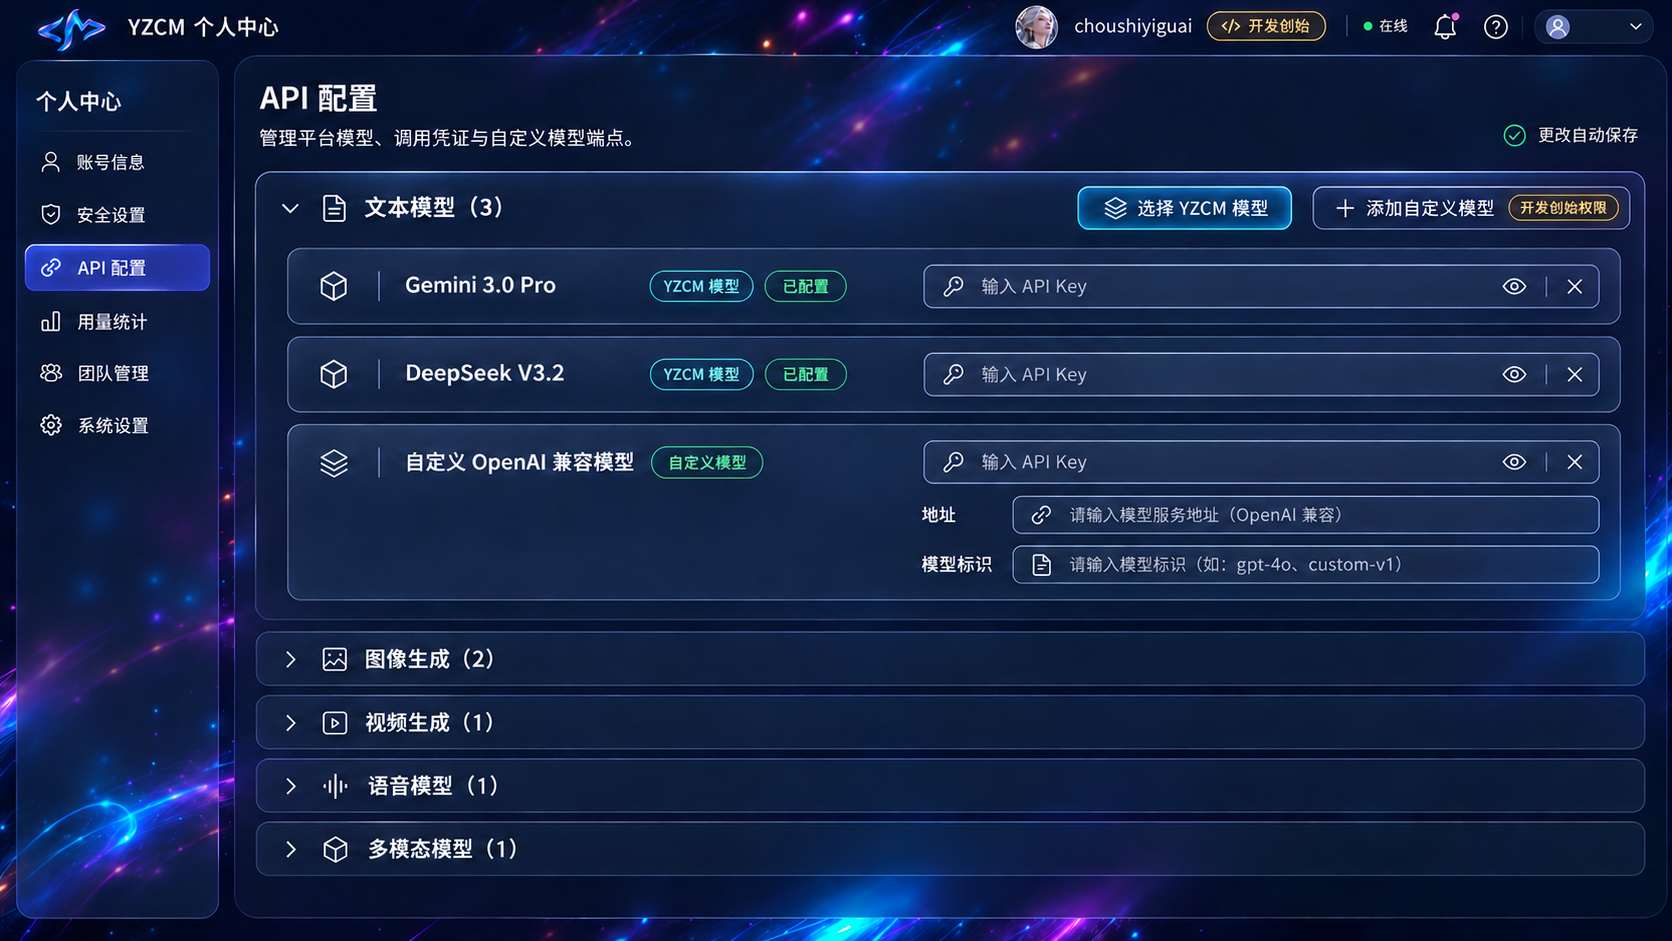 YZCM 个人中心
choushiyiguai
</> 开发创始
在线
个人中心
账号信息
安全设置
API 配置
用量统计
团队管理
系统设置
API 配置
管理平台模型、调用凭证与自定义模型端点。
更改自动保存
文本模型（3）
选择 YZCM 模型
添加自定义模型
开发创始权限
Gemini 3.0 Pro
YZCM 模型
已配置
输入 API Key
DeepSeek V3.2
YZCM 模型
已配置
输入 API Key
自定义 OpenAI 兼容模型
自定义模型
输入 API Key
地址
请输入模型服务地址（OpenAI 兼容）
模型标识
请输入模型标识（如：gpt-4o、custom-v1）
图像生成（2）
视频生成（1）
语音模型（1）
多模态模型（1）